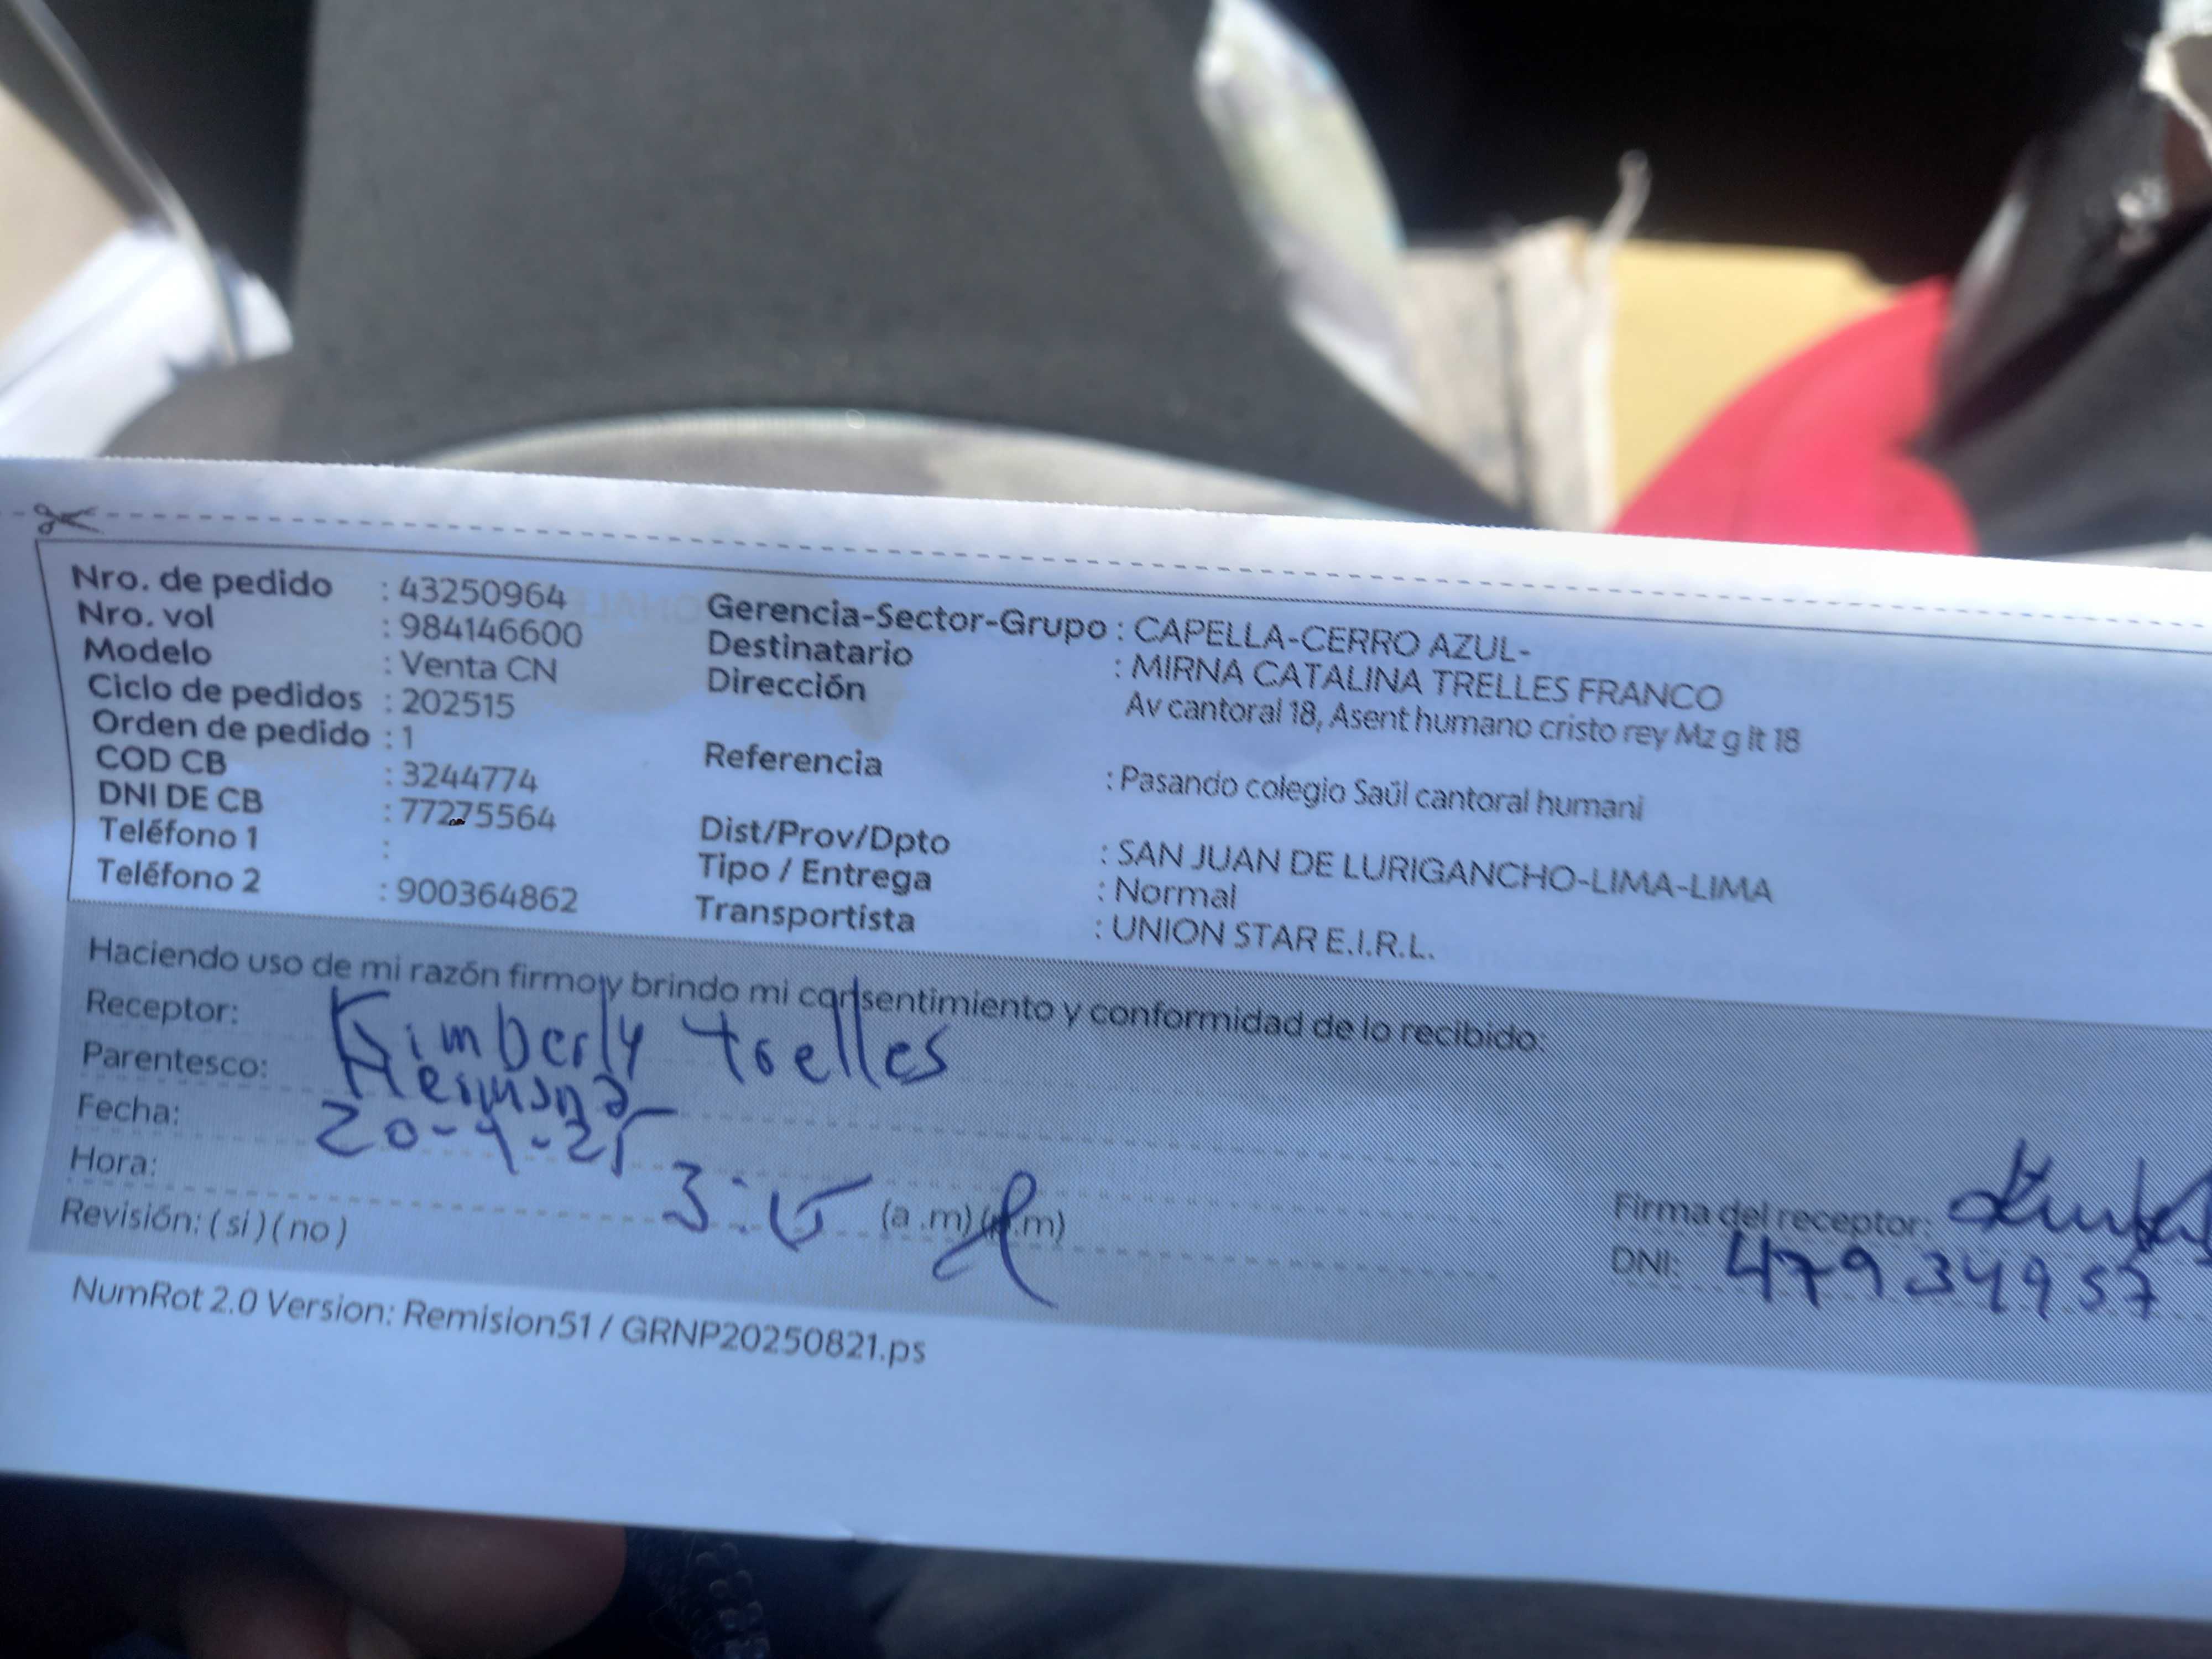 Nro. de pedido : 43250964
Nro. vol : 984146600
Modelo : Venta CN
Ciclo de pedidos : 202515
Orden de pedido : 1
COD CB : 3244774
DNI DE CB : 77275564
Teléfono 1 :
Teléfono 2 : 900364862
Gerencia-Sector-Grupo : CAPELLA-CERRO AZUL-
Destinatario : MIRNA CATALINA TRELLES FRANCO
Dirección Av cantoral 18, Asent humano cristo rey Mz g lt 18
Referencia : Pasando colegio Saúl cantoral humani
Dist/Prov/Dpto : SAN JUAN DE LURIGANCHO-LIMA-LIMA
Tipo / Entrega : Normal
Transportista : UNION STAR E.I.R.L.
Haciendo uso de mi razón firmo y brindo mi consentimiento y conformidad de lo recibido:
Receptor: Kimberly trelles
Parentesco: Hermana
Fecha: 20-9-25
Hora: 3:15 (a .m) (p.m)
Revisión: ( si ) ( no )
Firma del receptor:
DNI: 47934957
NumRot 2.0 Version: Remision51 / GRNP20250821.ps